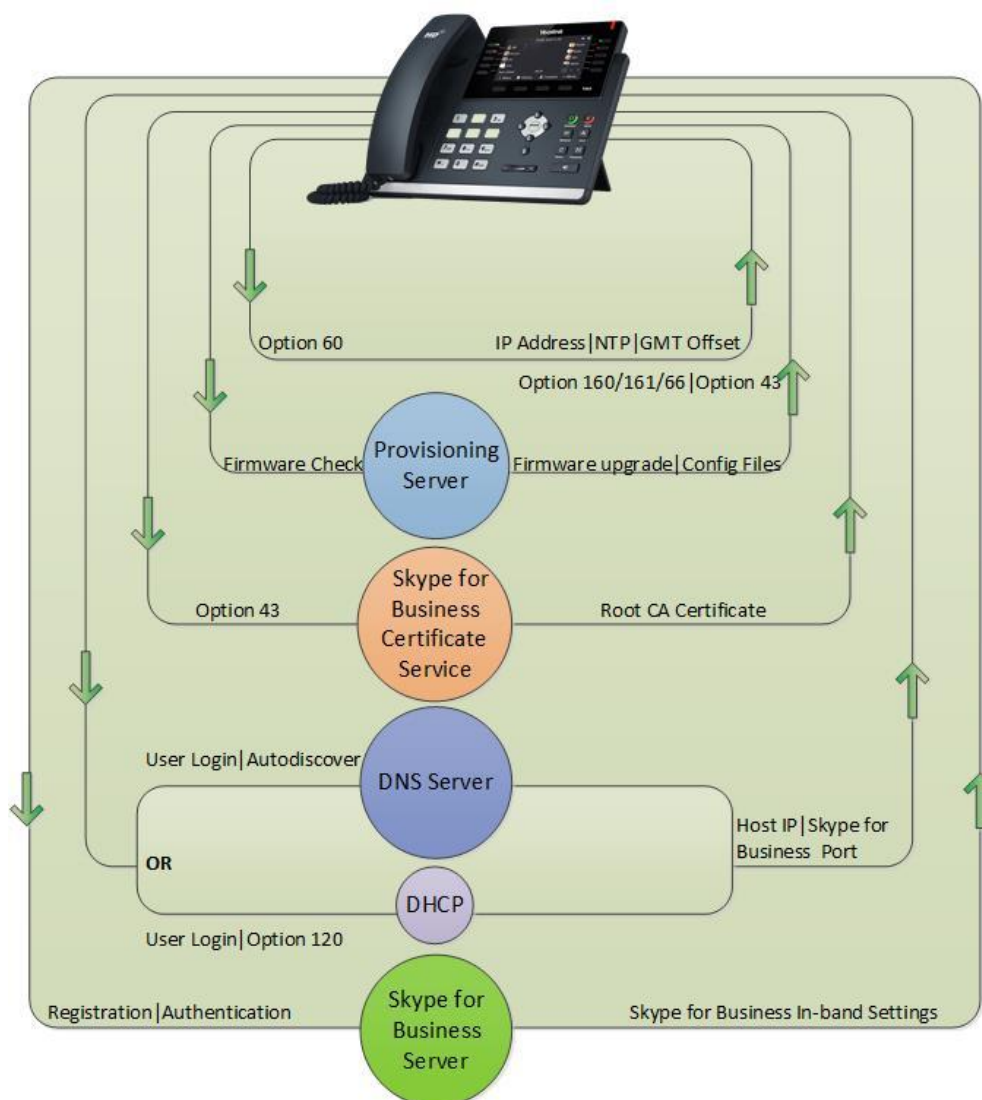 HD
Yealink
Option 60
IP Address|NTP|GMT Offset
Option 160/161/66|Option 43
Firmware Check
Provisioning
Server
Firmware upgrade|Config Files
Option 43
Skype for
Business
Certificate
Service
Root CA Certificate
User Login|Autodiscover
DNS Server
Host IP|Skype for
Business Port
OR
DHCP
User Login|Option 120
Registration|Authentication
Skype for
Business
Server
Skype for Business In-band Settings